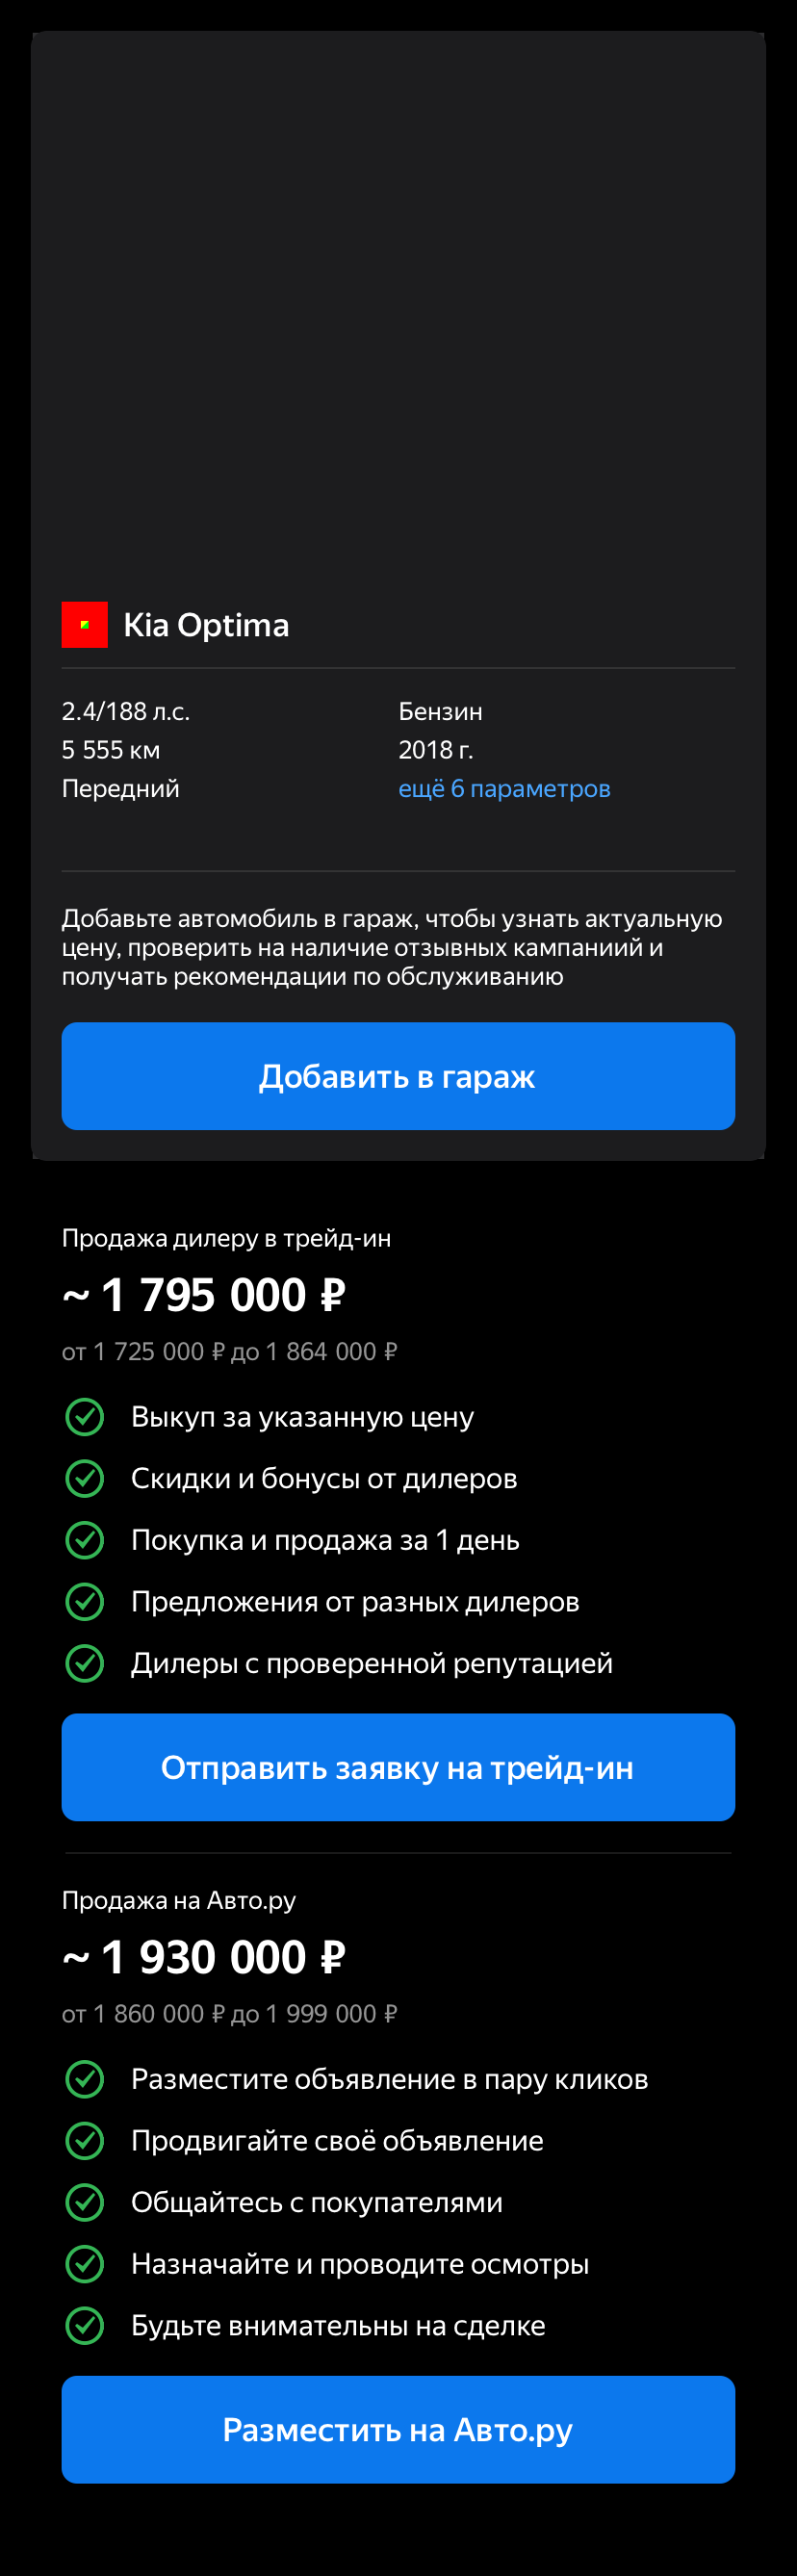 Kia Optima
2.4/188 л.с.
Бензин
5 555 км
2018 г.
Передний
ещё 6 параметров
Добавьте автомобиль в гараж, чтобы узнать актуальную
цену, проверить на наличие отзывных кампаниий и
получать рекомендации по обслуживанию
Добавить в гараж
Продажа дилеру в трейд-ин
~ 1 795 000 ₽
от 1 725 000 ₽ до 1 864 000 ₽
Выкуп за указанную цену
Скидки и бонусы от дилеров
Покупка и продажа за 1 день
Предложения от разных дилеров
Дилеры с проверенной репутацией
Отправить заявку на трейд-ин
Продажа на Авто.ру
~ 1 930 000 ₽
от 1 860 000 ₽ до 1 999 000 ₽
Разместите объявление в пару кликов
Продвигайте своё объявление
Общайтесь с покупателями
Назначайте и проводите осмотры
Будьте внимательны на сделке
Разместить на Авто.ру